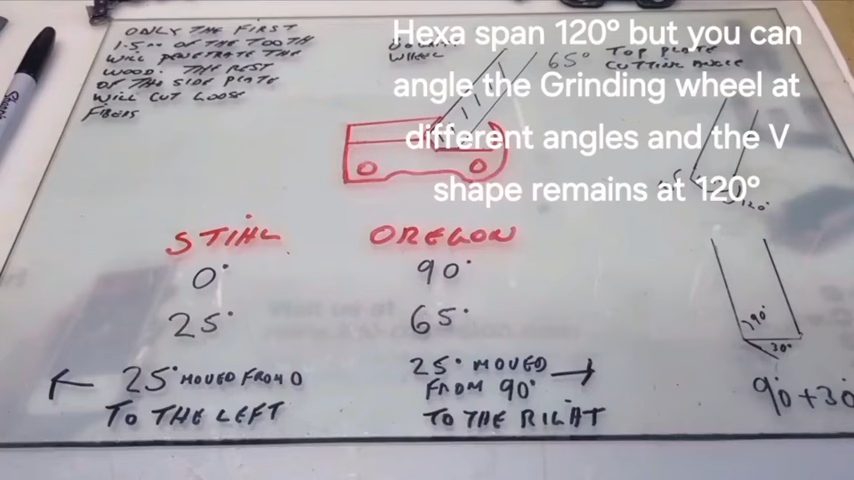 ONLY THE FIRST
1.5mm OF THE TOOTH
WILL PENETRATE THE
WOOD. THE REST
OF THE SIDE PLATE
WILL CUT LOOSE
FIBERS
WHEEL
65° TOP PLATE
CUTTING ANGLE
Hexa span 120° but you can
angle the Grinding wheel at
different angles and the V
shape remains at 120°
120°
STIHL
0°
25°
25° MOVED FROM 0
TO THE LEFT
OREGON
90°
65°
25° MOVED
FROM 90°
TO THE RIGHT
90°
30°
90+30